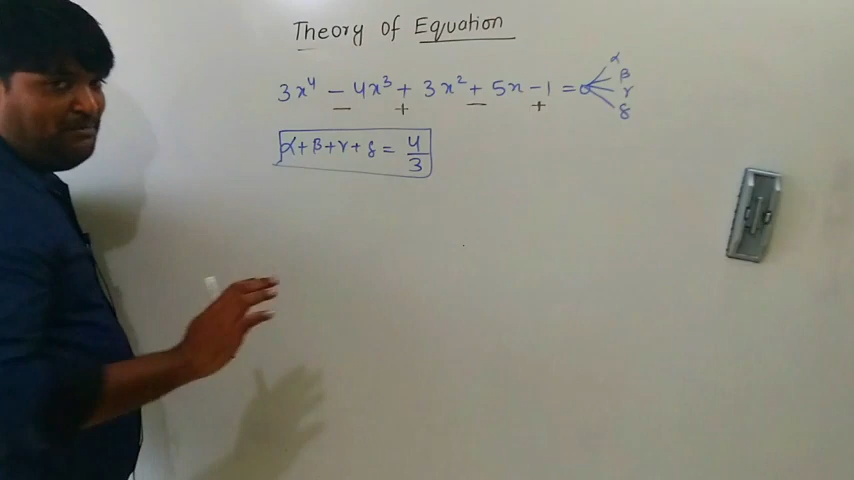 Theory of Equation
3x⁴ - 4x³ + 3x² + 5x - 1 = 0
α
β
γ
δ
- + - +
α + β + γ + δ = 4/3